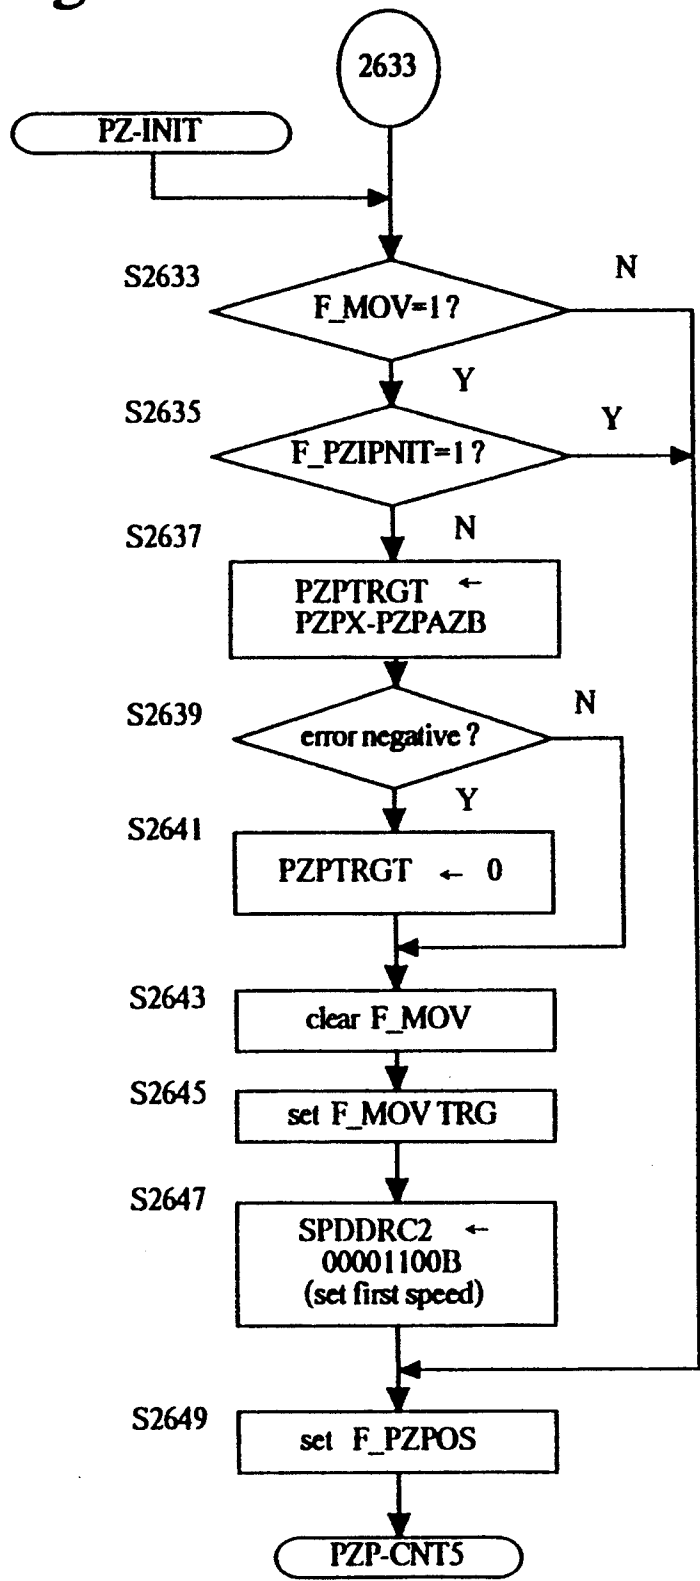 2633
PZ-INIT
S2633
F_MOV=1?
N
Y
S2635
F_PZIPNIT=1?
Y
N
S2637
PZPTRGT ←
PZPX-PZPAZB
S2639
error negative ?
N
Y
S2641
PZPTRGT ← 0
S2643
clear F_MOV
S2645
set F_MOV TRG
S2647
SPDDRC2 ←
00001100B
(set first speed)
S2649
set F_PZPOS
PZP-CNT5